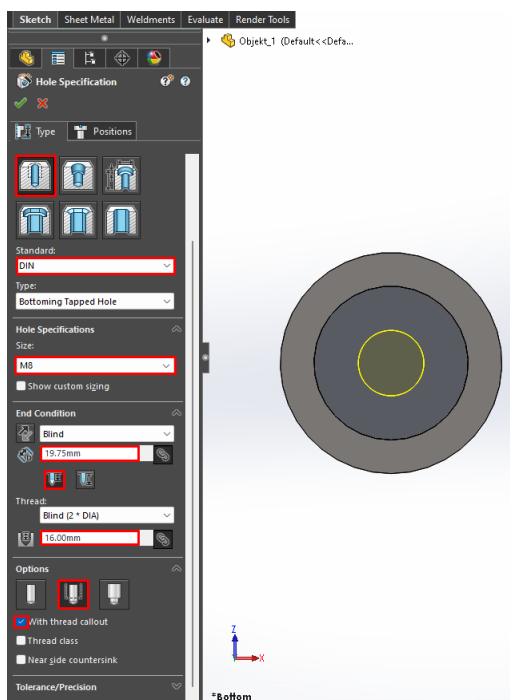 Sketch Sheet Metal Weldments Evaluate Render Tools
Objekt_1 (Default<<Defa...
Hole Specification
Type Positions
Standard:
DIN
Type:
Bottoming Tapped Hole
Hole Specifications
Size:
M8
Show custom sizing
End Condition
Blind
19.75mm
Thread:
Blind (2 * DIA)
16.00mm
Options
With thread callout
Thread class
Near side countersink
Tolerance/Precision
Z
X
*Bottom